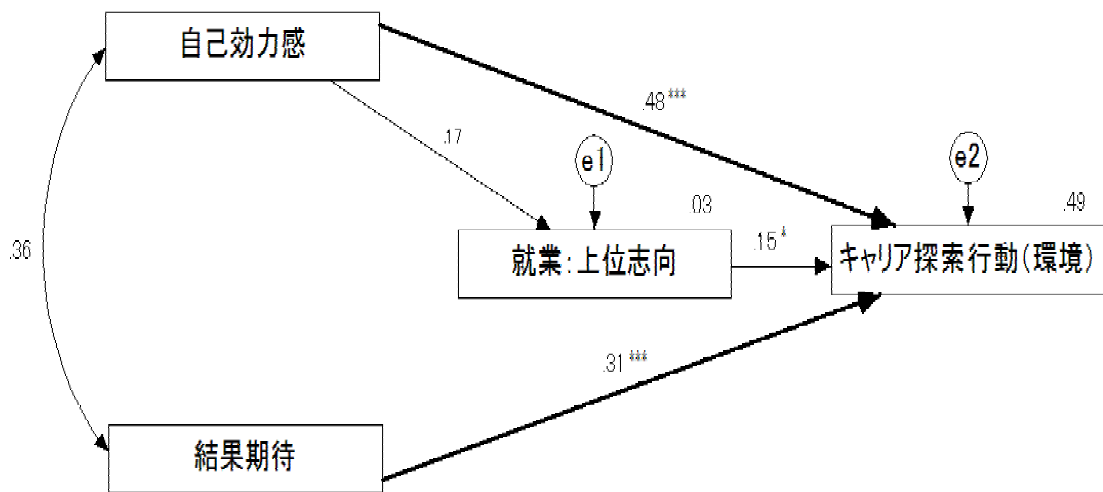 自己効力感
.48***
.17
e1
e2
.03
.49
.36
就業:上位志向
.15*
キャリア探索行動(環境)
.31***
結果期待